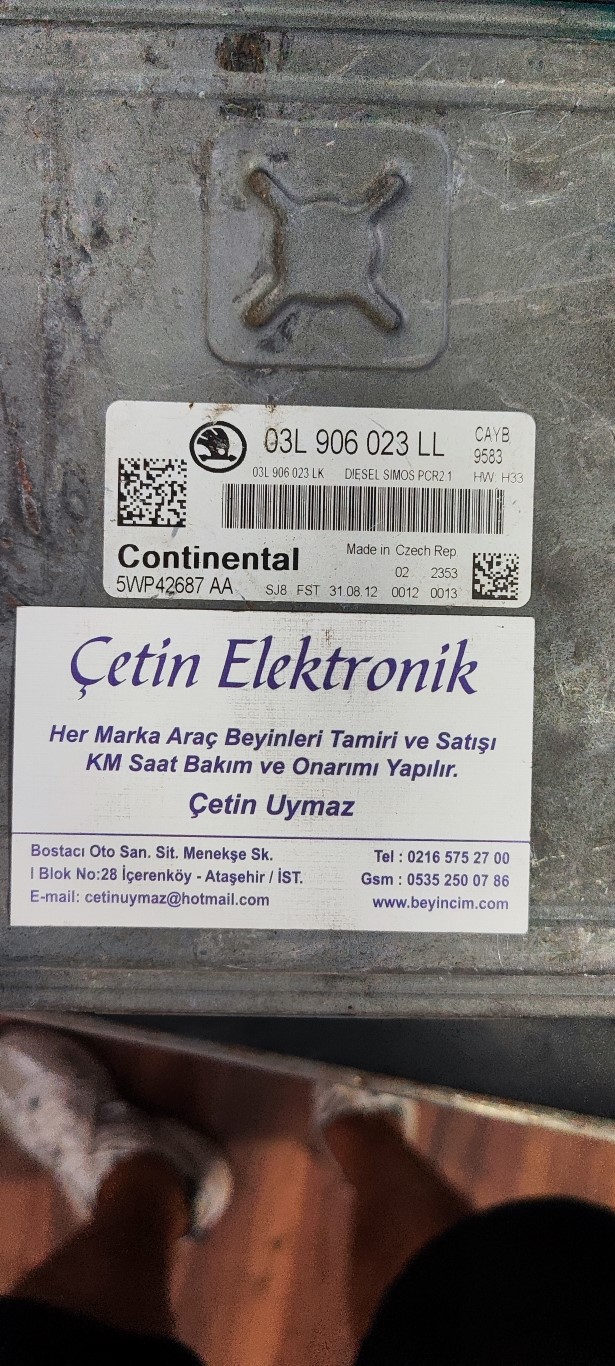 03L 906 023 LL
CAYB
9583
03L 906 023 LK DIESEL SIMOS PCR2.1 HW: H33
Continental
Made in Czech Rep
02 2353
5WP42687 AA SJ8 FST 31.08.12 0012 0013
Çetin Elektronik
Her Marka Araç Beyinleri Tamiri ve Satışı
KM Saat Bakım ve Onarımı Yapılır.
Çetin Uymaz
Bostacı Oto San. Sit. Menekşe Sk.
I Blok No:28 İçerenköy - Ataşehir / İST.
E-mail: cetinuymaz@hotmail.com
Tel : 0216 575 27 00
Gsm : 0535 250 07 86
www.beyincim.com